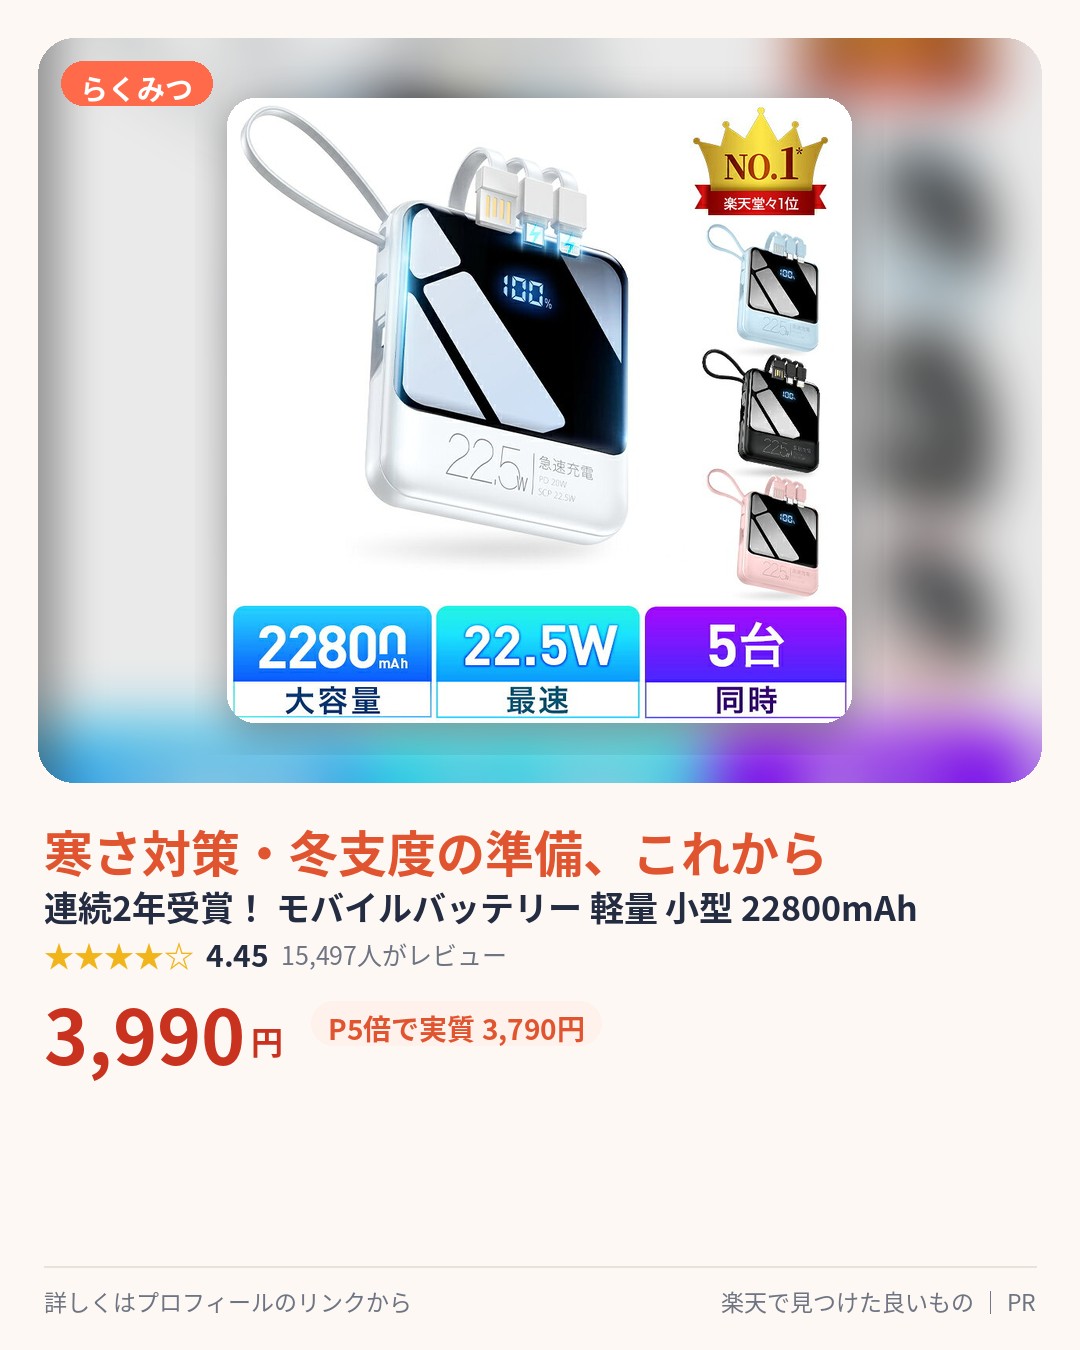 らくみつ
NO.1*
楽天堂々1位
100%
22.5W
急速充電
PD 20W
SCP 22.5W
22800mAh
大容量
22.5W
最速
5台
同時
寒さ対策・冬支度の準備、これから
連続2年受賞！ モバイルバッテリー 軽量 小型 22800mAh
★★★★☆ 4.45 15,497人がレビュー
3,990円
P5倍で実質 3,790円
詳しくはプロフィールのリンクから
楽天で見つけた良いもの｜PR